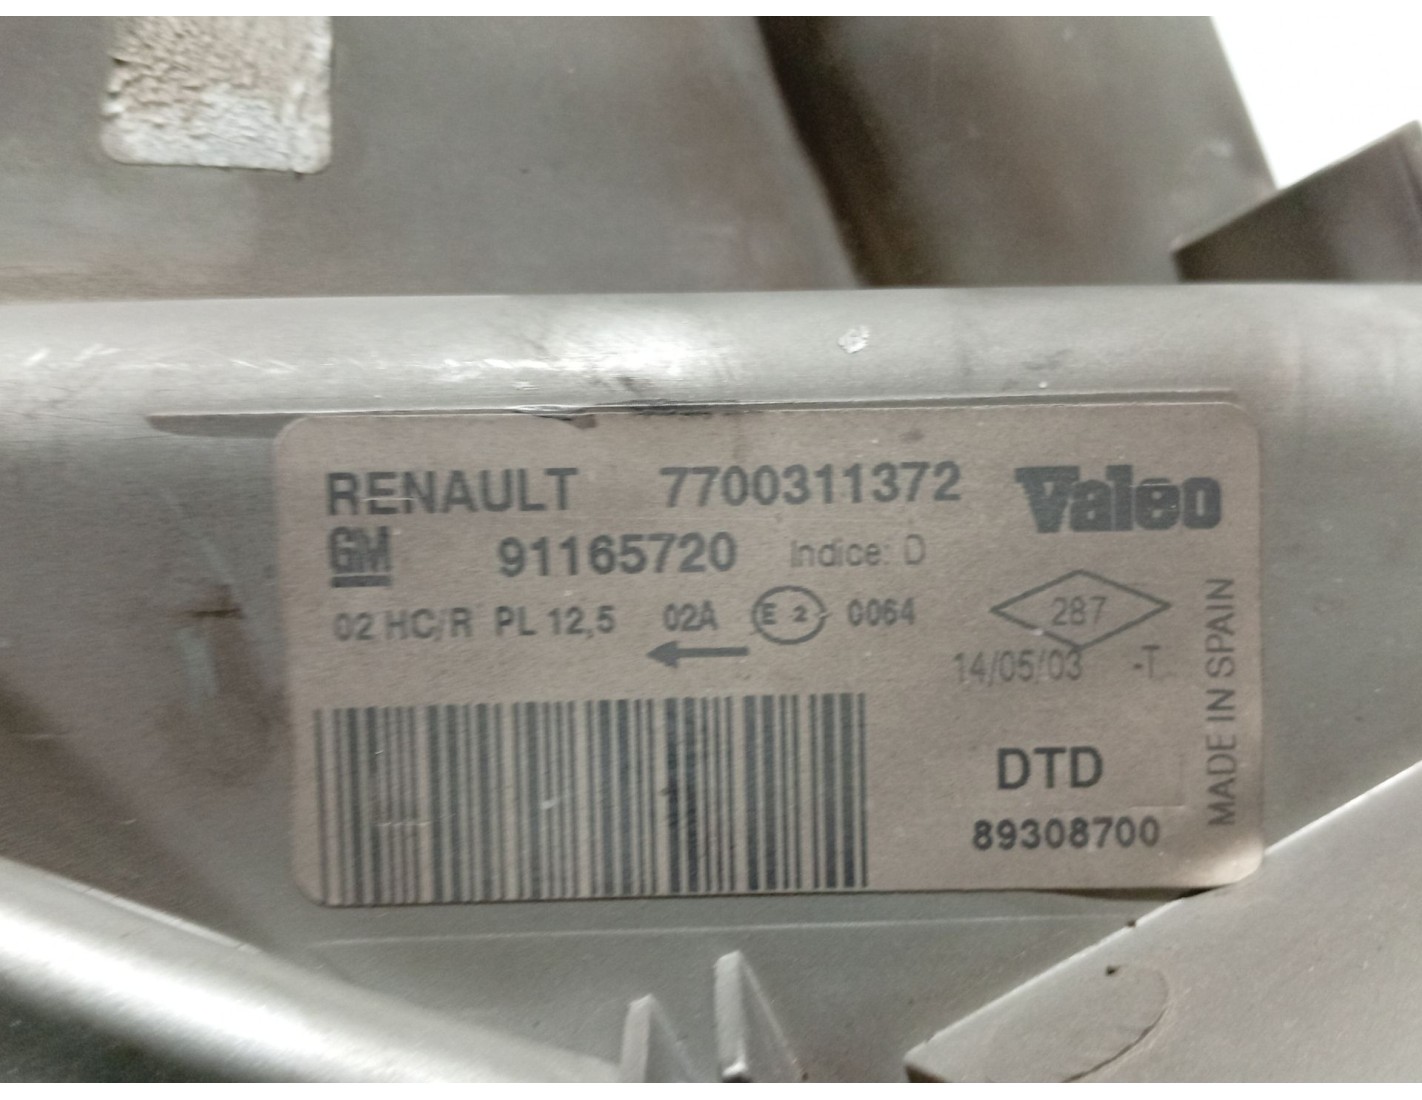 RENAULT 7700311372 Valeo
GM 91165720 Indice: D
02 HC/R PL 12,5 02A E 2 0064
287
14/05/03 -T
DTD
89308700
MADE IN SPAIN